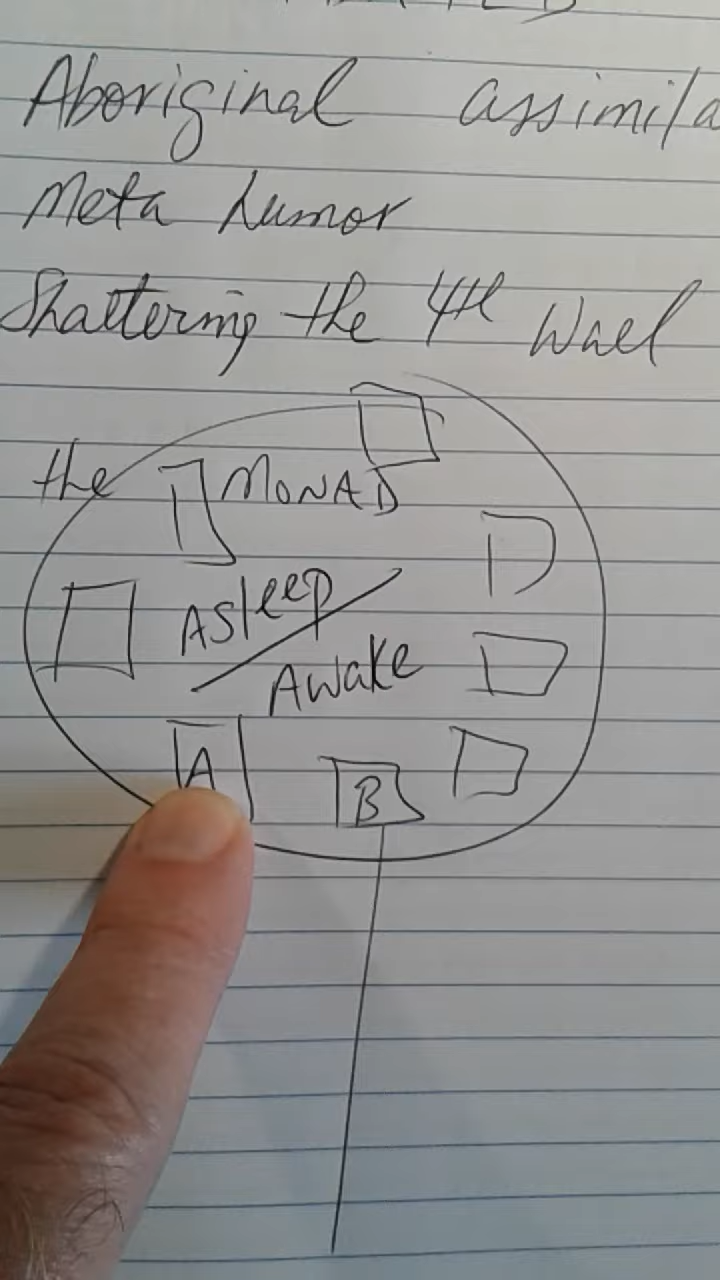 Aboriginal assimila
Meta humor
Shattering the 4th Wall
the MONAD
Asleep
Awake
A
B